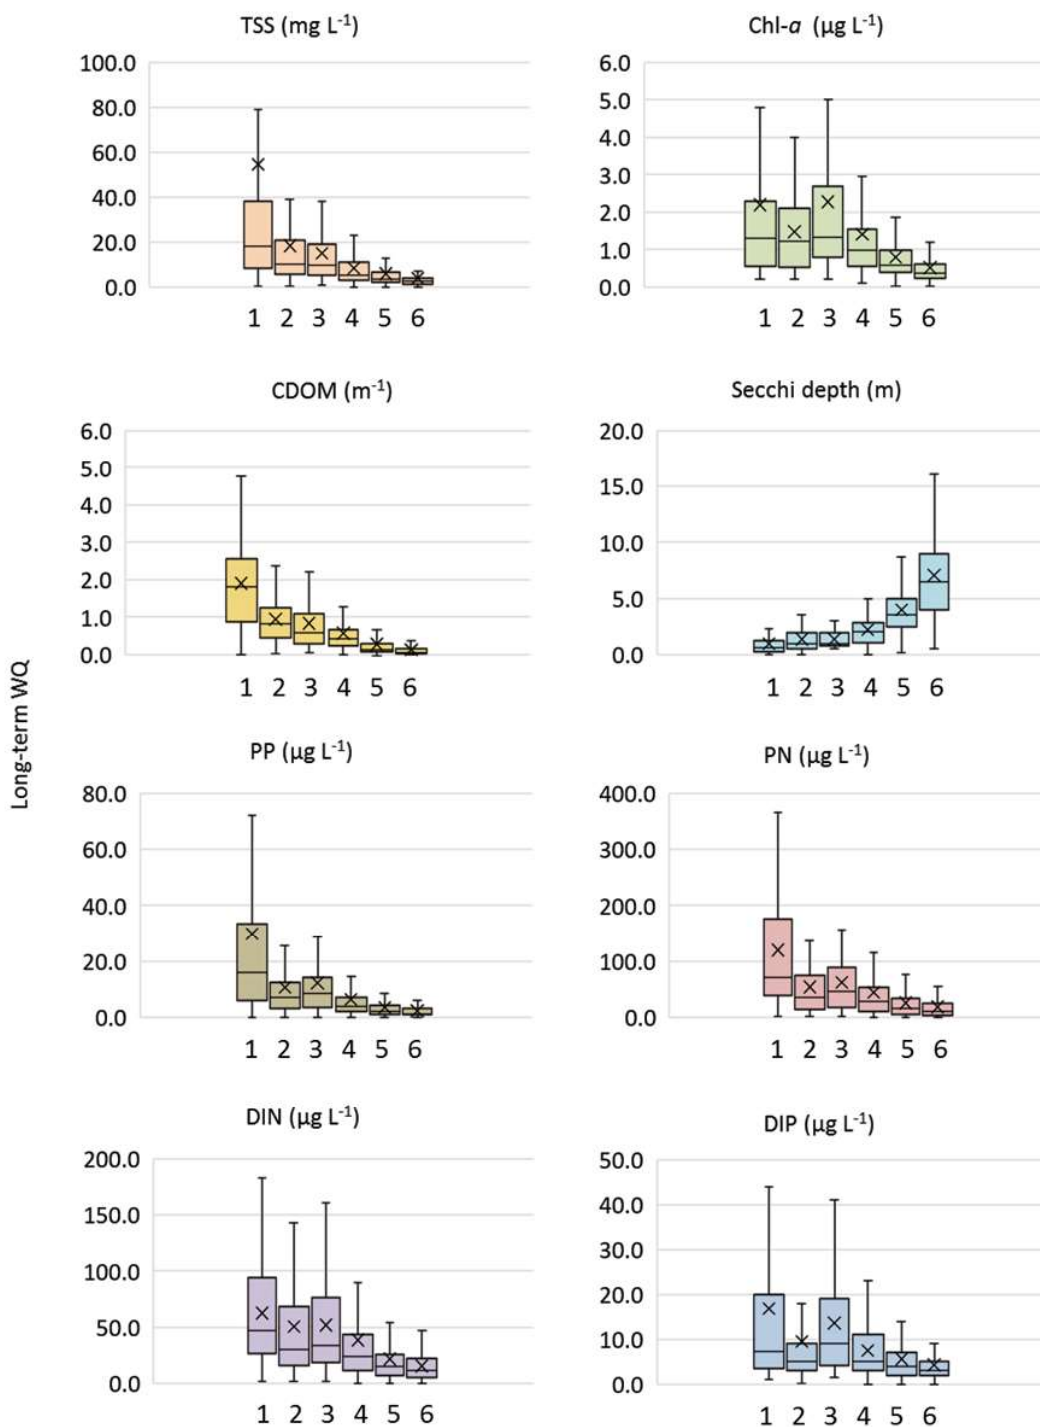 TSS (mg L-1)
100.0
80.0
60.0
40.0
20.0
0.0
1 2 3 4 5 6
Chl-a (µg L-1)
6.0
5.0
4.0
3.0
2.0
1.0
0.0
1 2 3 4 5 6
CDOM (m-1)
6.0
5.0
4.0
3.0
2.0
1.0
0.0
1 2 3 4 5 6
Secchi depth (m)
20.0
15.0
10.0
5.0
0.0
1 2 3 4 5 6
Long-term WQ
PP (µg L-1)
80.0
60.0
40.0
20.0
0.0
1 2 3 4 5 6
PN (µg L-1)
400.0
300.0
200.0
100.0
0.0
1 2 3 4 5 6
DIN (µg L-1)
200.0
150.0
100.0
50.0
0.0
1 2 3 4 5 6
DIP (µg L-1)
50.0
40.0
30.0
20.0
10.0
0.0
1 2 3 4 5 6